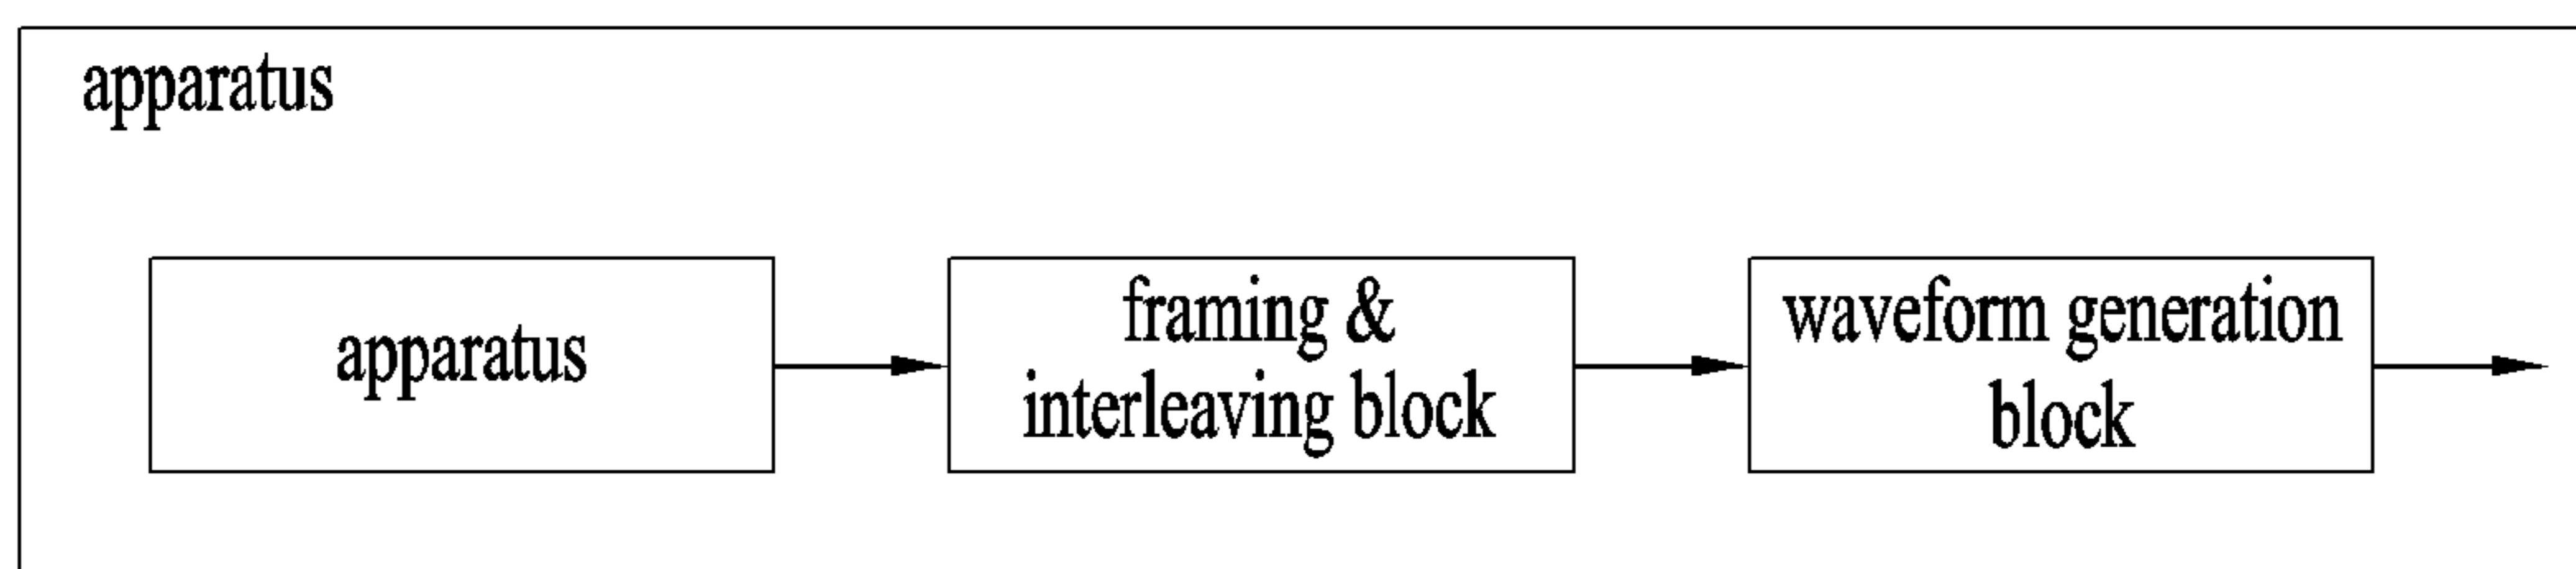 apparatus
apparatus
framing &
interleaving block
waveform generation
block